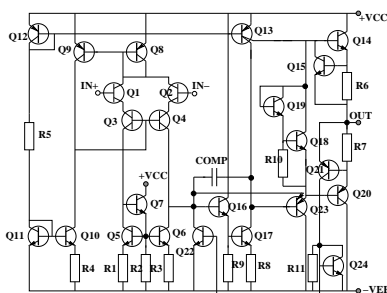 +VCC
Q12
Q13
Q14
Q9
Q8
Q15
IN+
Q1
Q2
IN−
R6
Q19
Q3
Q4
OUT
R5
Q18
R7
COMP
R10
Q21
+VCC
Q20
Q7
Q16
Q23
Q11
Q10
Q5
Q6
Q17
Q22
R4
R1
R2
R3
R9
R8
R11
Q24